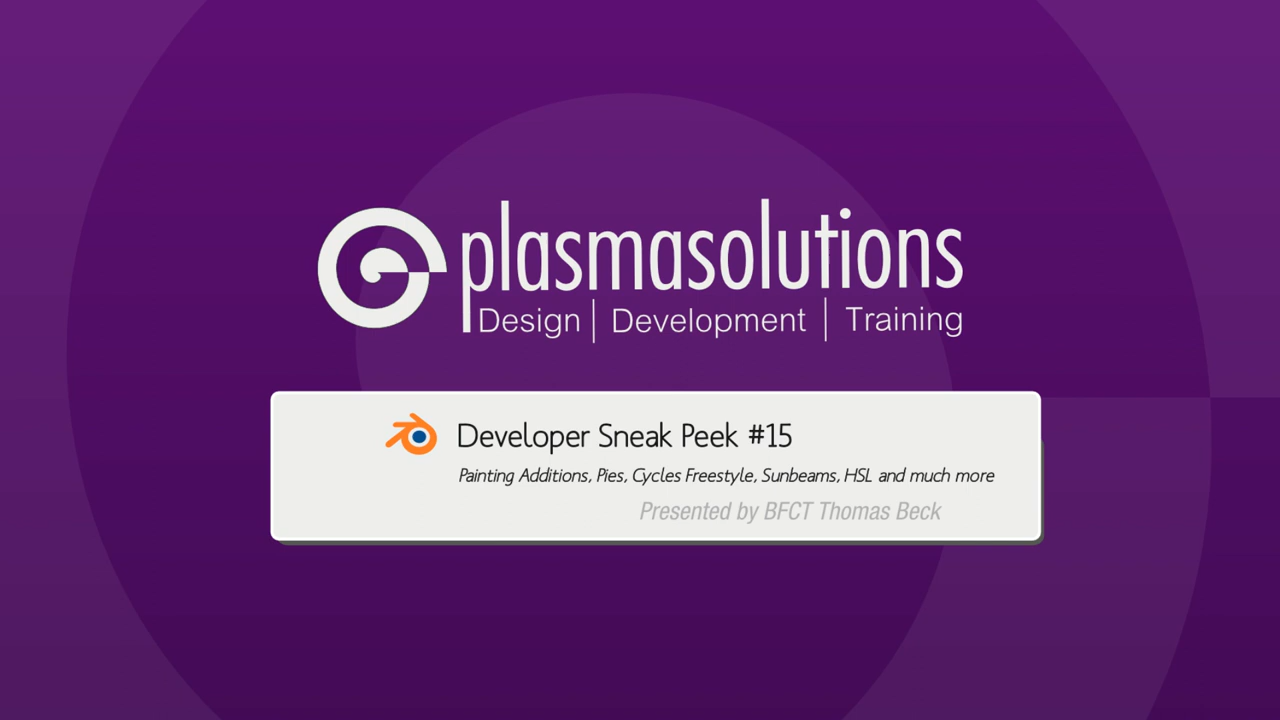 plasmasolutions
Design | Development | Training
Developer Sneak Peek #15
Painting Additions, Pies, Cycles Freestyle, Sunbeams, HSL and much more
Presented by BFCT Thomas Beck